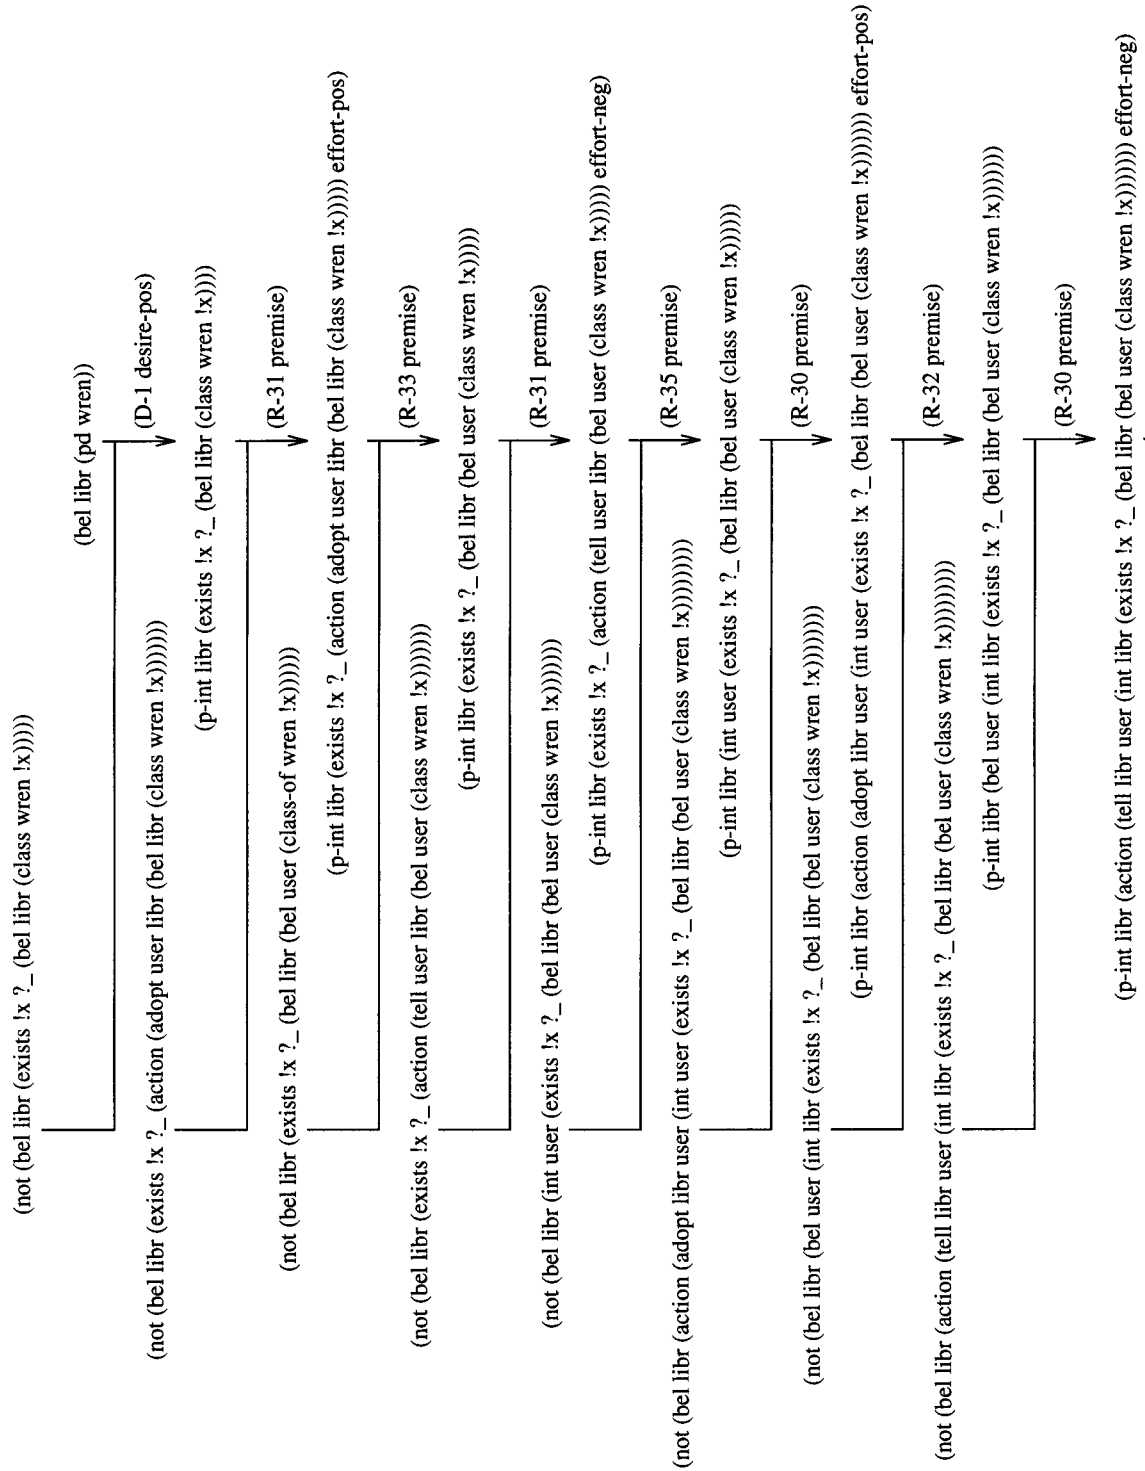 (not (bel libr (exists !x ?_ (bel libr (class wren !x)))))
(bel libr (pd wren))
(D-1 desire-pos)
(not (bel libr (exists !x ?_ (action (adopt user libr (bel libr (class wren !x)))))))
(p-int libr (exists !x ?_ (bel libr (class wren !x))))
(R-31 premise)
(not (bel libr (exists !x ?_ (bel libr (bel user (class-of wren !x))))))
(p-int libr (exists !x ?_ (action (adopt user libr (bel libr (class wren !x))))) effort-pos)
(R-33 premise)
(not (bel libr (exists !x ?_ (action (tell user libr (bel user (class wren !x)))))))
(p-int libr (exists !x ?_ (bel libr (bel user (class wren !x)))))
(R-31 premise)
(not (bel libr (int user (exists !x ?_ (bel libr (bel user (class wren !x)))))))
(p-int libr (exists !x ?_ (action (tell user libr (bel user (class wren !x))))) effort-neg)
(R-35 premise)
(not (bel libr (action (adopt libr user (int user (exists !x ?_ (bel libr (bel user (class wren !x)))))))))
(p-int libr (int user (exists !x ?_ (bel libr (bel user (class wren !x))))))
(R-30 premise)
(not (bel libr (bel user (int libr (exists !x ?_ (bel libr (bel user (class wren !x))))))))
(p-int libr (action (adopt libr user (int user (exists !x ?_ (bel libr (bel user (class wren !x))))))) effort-pos)
(R-32 premise)
(not (bel libr (action (tell libr user (int libr (exists !x ?_ (bel libr (bel user (class wren !x)))))))))
(p-int libr (bel user (int libr (exists !x ?_ (bel libr (bel user (class wren !x)))))))
(R-30 premise)
(p-int libr (action (tell libr user (int libr (exists !x ?_ (bel libr (bel user (class wren !x))))))) effort-neg)